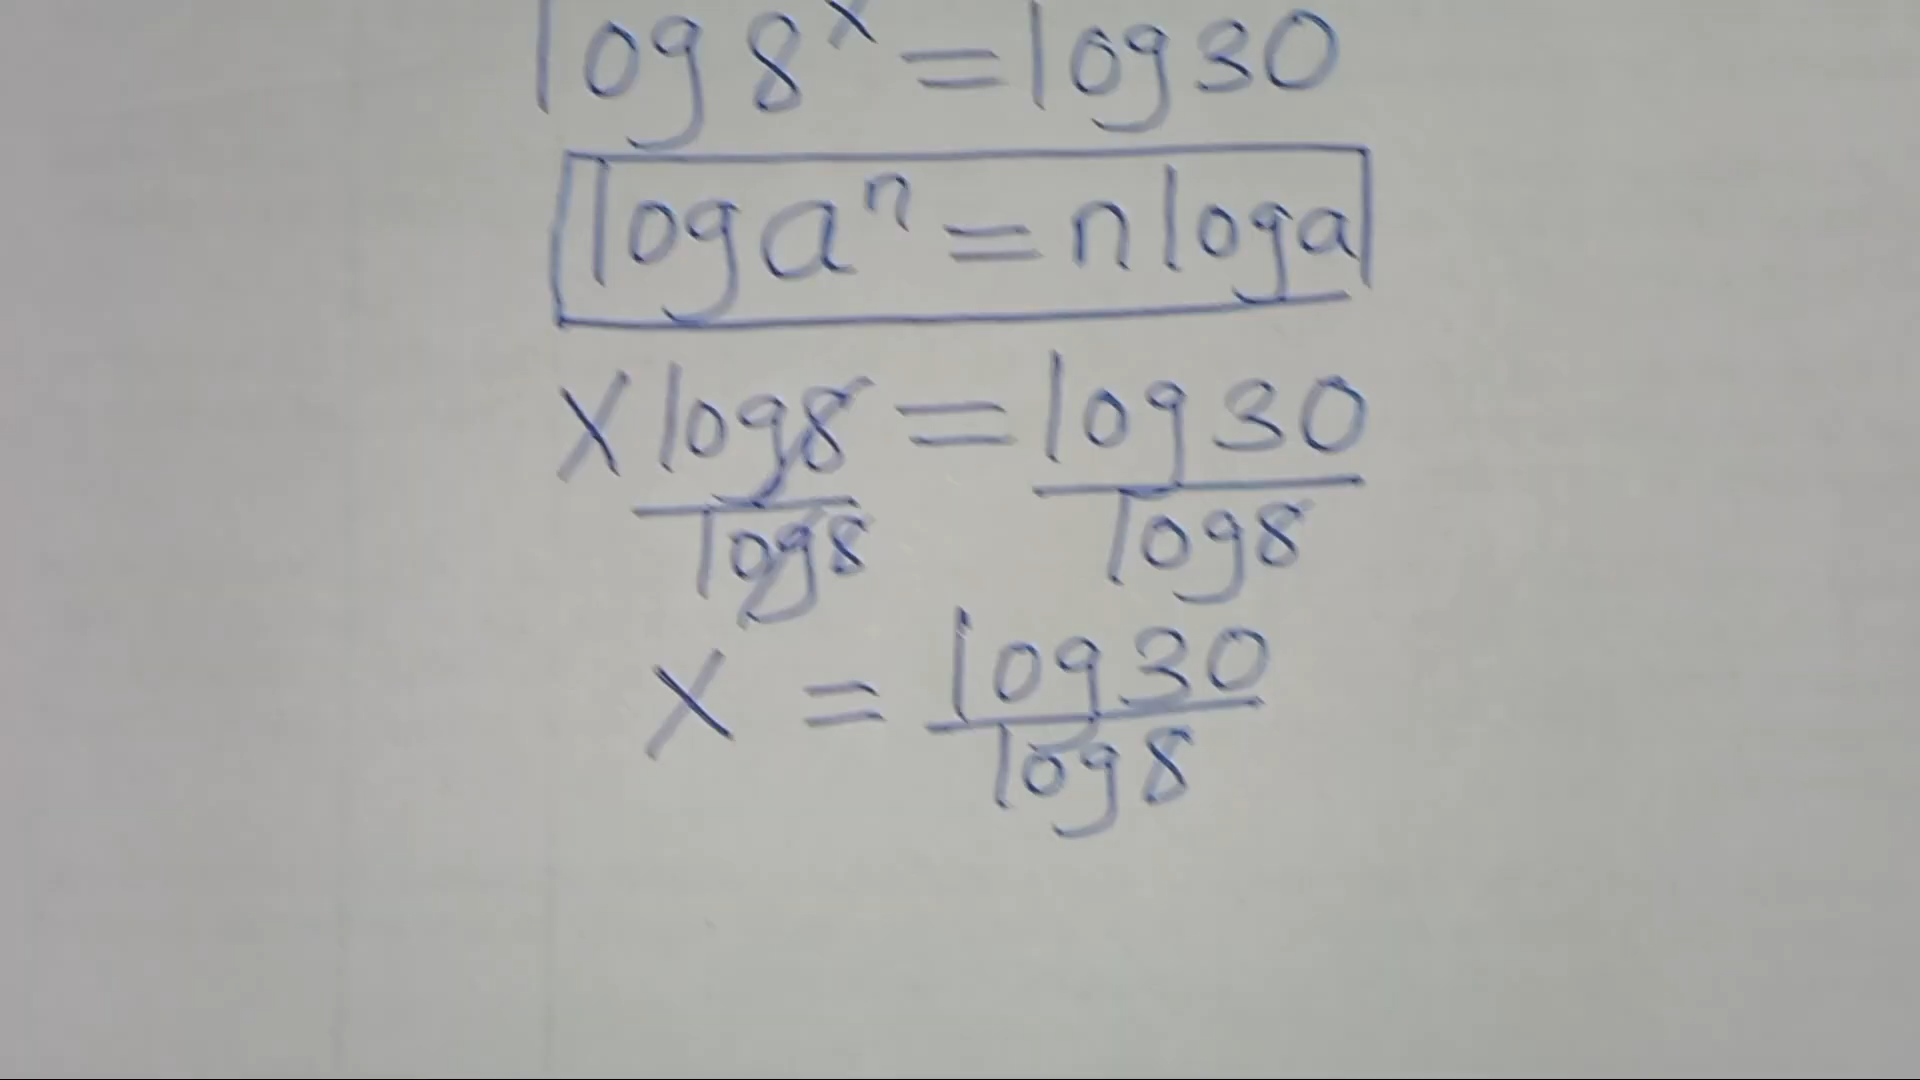 log 8^x = log 30
log a^n = n log a
x log 8 / log 8 = log 30 / log 8
x = log 30 / log 8